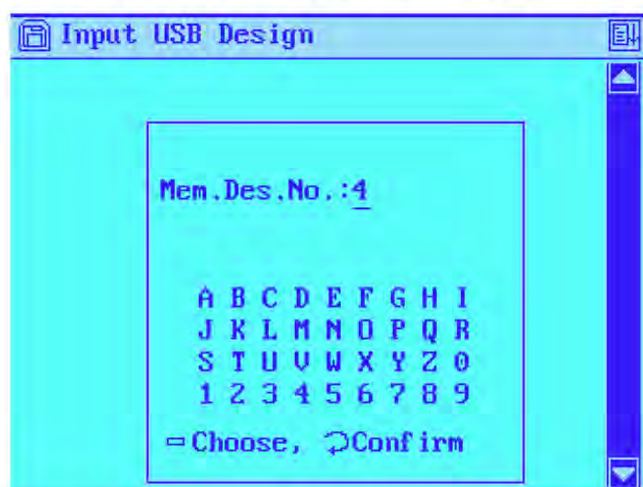 Input USB Design
Mem.Des.No.:4
A B C D E F G H I
J K L M N O P Q R
S T U V W X Y Z 0
1 2 3 4 5 6 7 8 9
Choose, Confirm